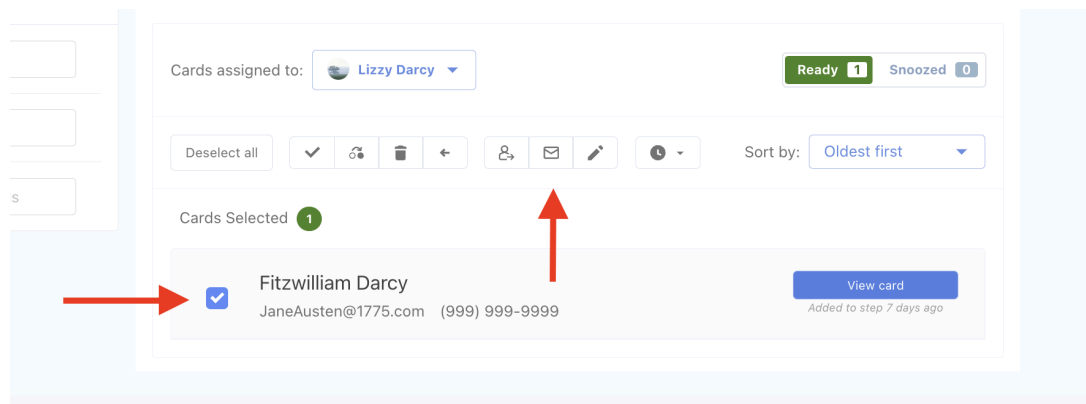 Cards assigned to: Lizzy Darcy Ready 1 Snoozed 0
Deselect all Sort by: Oldest first
s
Cards Selected 1
Fitzwilliam Darcy View card
JaneAusten@1775.com (999) 999-9999 Added to step 7 days ago